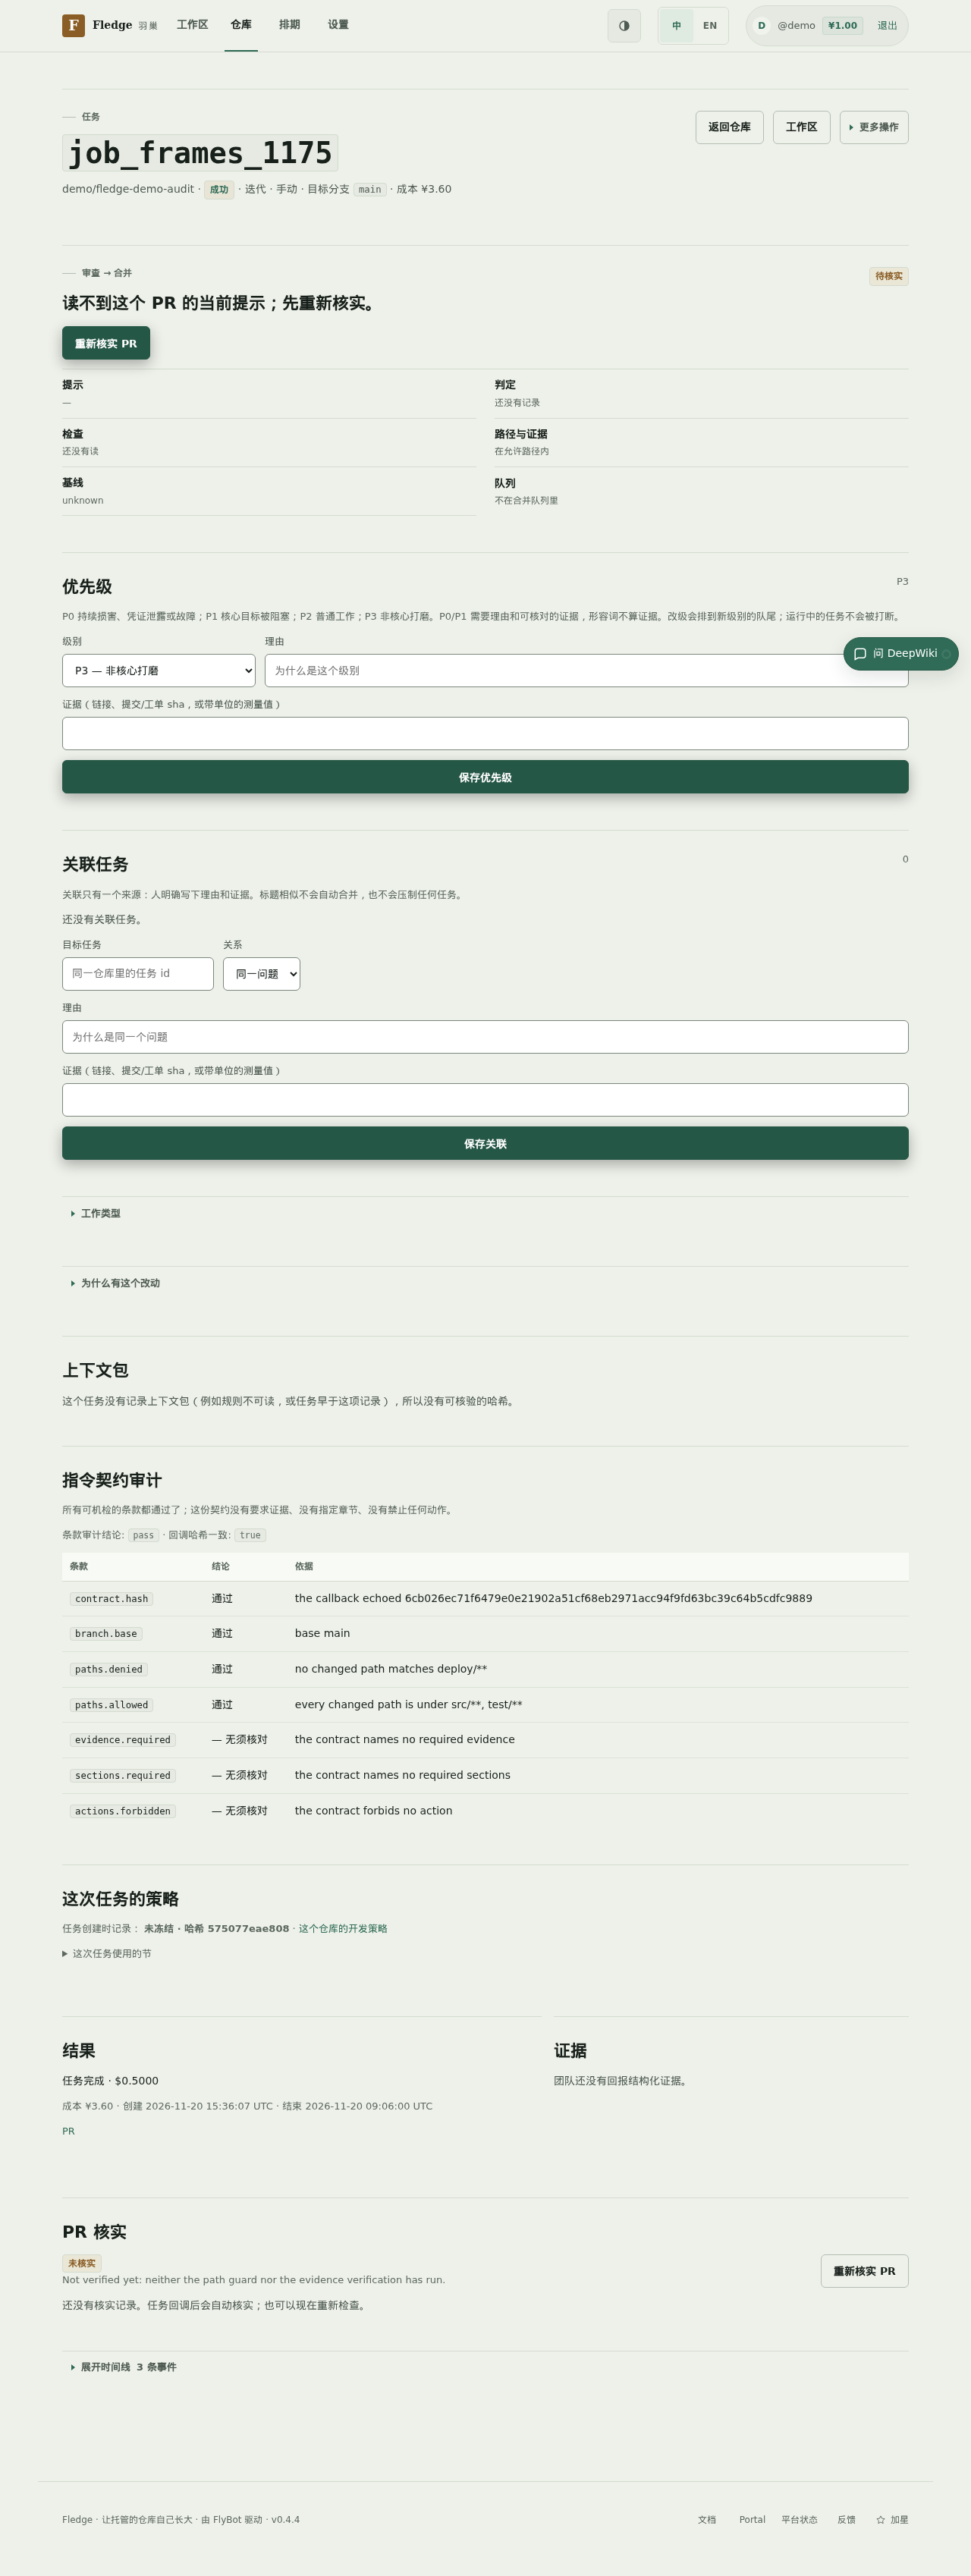 F Fledge 羽巢 工作区 仓库 排期 设置 中 EN D @demo ¥1.00 退出
任务
返回仓库 工作区 更多操作
job_frames_1175
demo/fledge-demo-audit · 成功 · 迭代 · 手动 · 目标分支 main · 成本 ¥3.60
审查 → 合并
待核实
读不到这个 PR 的当前提示；先重新核实。
重新核实 PR
提示
—
判定
还没有记录
检查
还没有读
路径与证据
在允许路径内
基线
unknown
队列
不在合并队列里
优先级
P3
P0 持续损害、凭证泄露或故障；P1 核心目标被阻塞；P2 普通工作；P3 非核心打磨。P0/P1 需要理由和可核对的证据，形容词不算证据。改级会排到新级别的队尾；运行中的任务不会被打断。
级别 理由
P3 — 非核心打磨 为什么是这个级别
问 DeepWiki
证据（链接、提交/工单 sha，或带单位的测量值）
保存优先级
关联任务
0
关联只有一个来源：人明确写下理由和证据。标题相似不会自动合并，也不会压制任何任务。
还没有关联任务。
目标任务 关系
同一仓库里的任务 id 同一问题
理由
为什么是同一个问题
证据（链接、提交/工单 sha，或带单位的测量值）
保存关联
工作类型
为什么有这个改动
上下文包
这个任务没有记录上下文包（例如规则不可读，或任务早于这项记录），所以没有可核验的哈希。
指令契约审计
所有可机检的条款都通过了；这份契约没有要求证据、没有指定章节、没有禁止任何动作。
条款审计结论: pass · 回调哈希一致: true
条款 结论 依据
contract.hash 通过 the callback echoed 6cb026ec71f6479e0e21902a51cf68eb2971acc94f9fd63bc39c64b5cdfc9889
branch.base 通过 base main
paths.denied 通过 no changed path matches deploy/**
paths.allowed 通过 every changed path is under src/**, test/**
evidence.required — 无须核对 the contract names no required evidence
sections.required — 无须核对 the contract names no required sections
actions.forbidden — 无须核对 the contract forbids no action
这次任务的策略
任务创建时记录： 未冻结 · 哈希 575077eae808 · 这个仓库的开发策略
这次任务使用的节
结果
任务完成 · $0.5000
成本 ¥3.60 · 创建 2026-11-20 15:36:07 UTC · 结束 2026-11-20 09:06:00 UTC
PR
证据
团队还没有回报结构化证据。
PR 核实
未核实
Not verified yet: neither the path guard nor the evidence verification has run.
重新核实 PR
还没有核实记录。任务回调后会自动核实；也可以现在重新检查。
展开时间线 3 条事件
Fledge · 让托管的仓库自己长大 · 由 FlyBot 驱动 · v0.4.4
文档 Portal 平台状态 反馈 加星